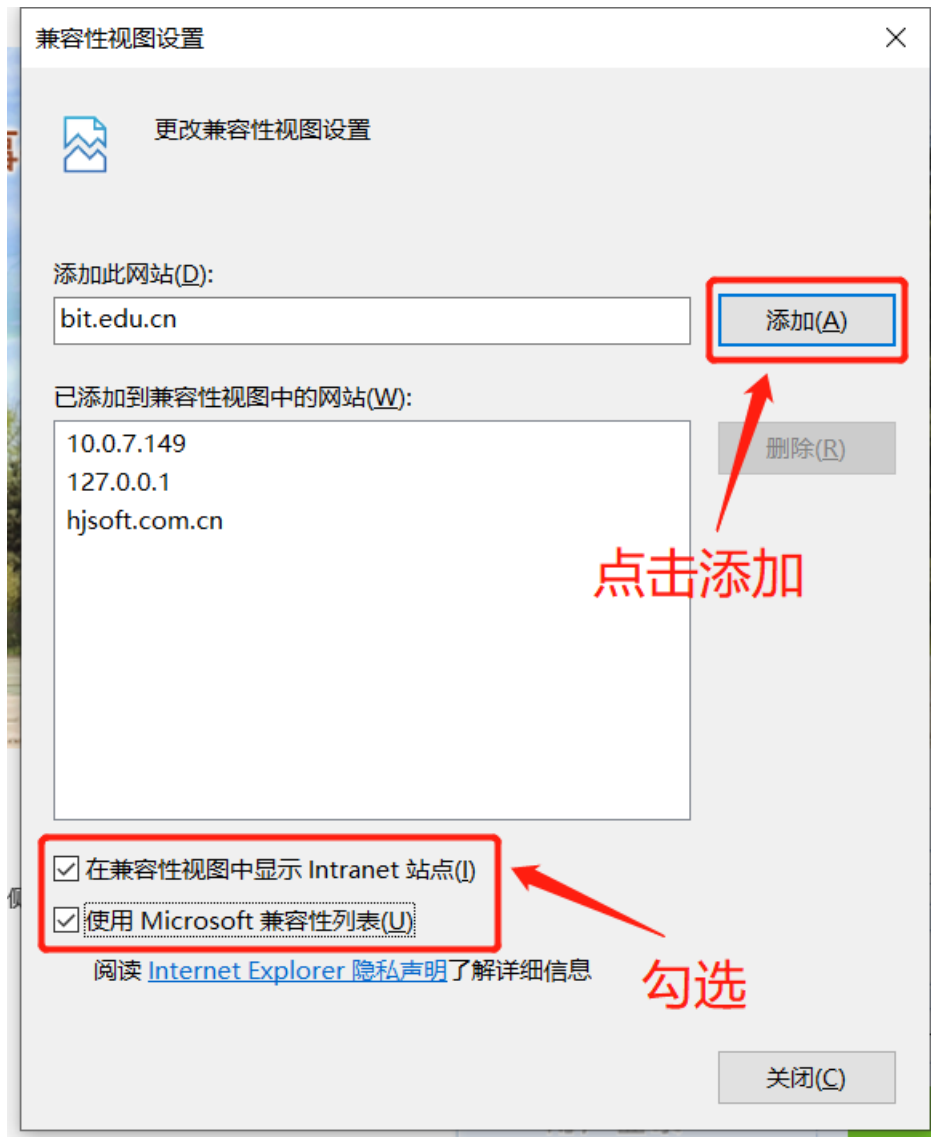 兼容性视图设置
更改兼容性视图设置
添加此网站(D):
bit.edu.cn
添加(A)
已添加到兼容性视图中的网站(W):
10.0.7.149
127.0.0.1
hjsoft.com.cn
删除(R)
点击添加
在兼容性视图中显示 Intranet 站点(I)
使用 Microsoft 兼容性列表(U)
阅读 Internet Explorer 隐私声明了解详细信息
勾选
关闭(C)